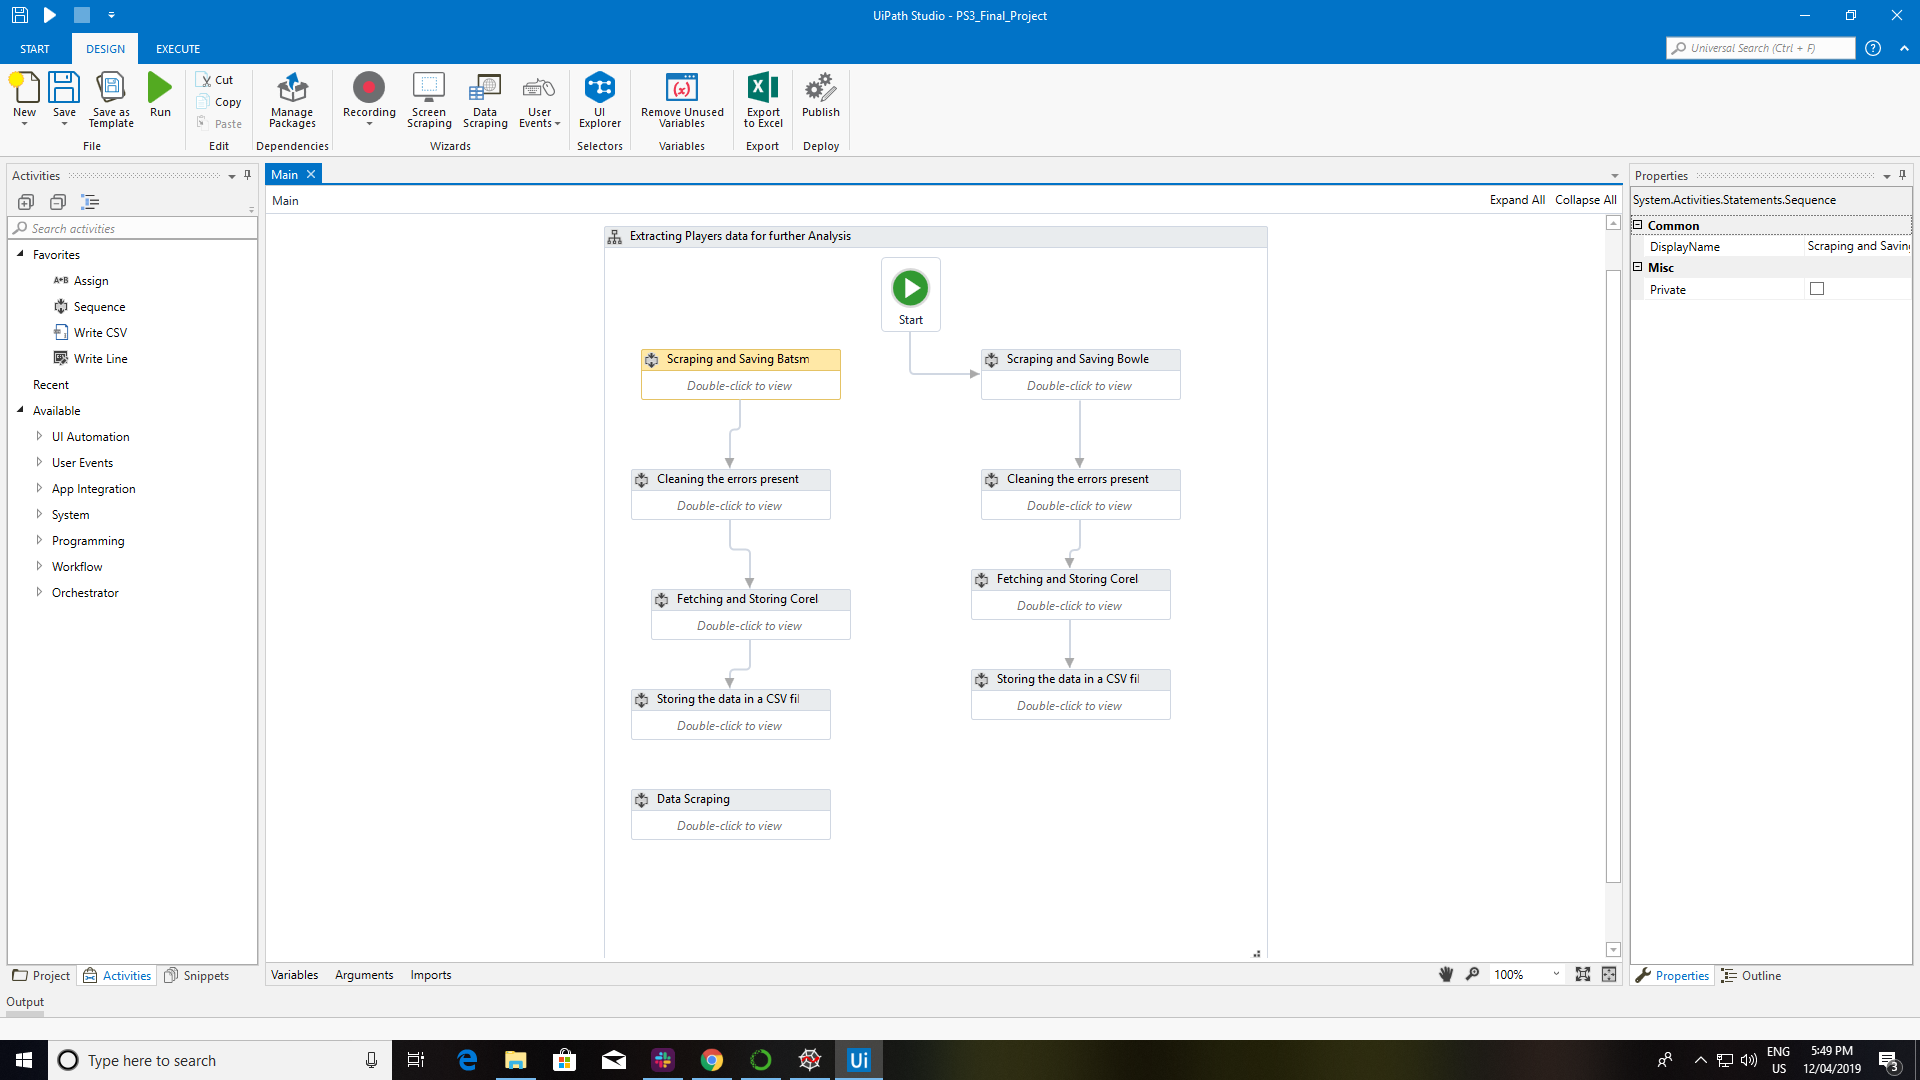 UiPath Studio - PS3_Final_Project
START
DESIGN
EXECUTE
Universal Search (Ctrl + F)
New
Save
Save as Template
Run
Cut
Copy
Paste
Manage Packages
Recording
Screen Scraping
Data Scraping
User Events
UI Explorer
Remove Unused Variables
Export to Excel
Publish
File
Edit
Dependencies
Wizards
Selectors
Variables
Export
Deploy
Activities
Search activities
Favorites
A+B Assign
Sequence
Write CSV
Write Line
Recent
Available
UI Automation
User Events
App Integration
System
Programming
Workflow
Orchestrator
Project
Activities
Snippets
Output
Main
Main
Expand All
Collapse All
Extracting Players data for further Analysis
Start
Scraping and Saving Batsm
Double-click to view
Scraping and Saving Bowle
Double-click to view
Cleaning the errors present
Double-click to view
Cleaning the errors present
Double-click to view
Fetching and Storing Corel
Double-click to view
Fetching and Storing Corel
Double-click to view
Storing the data in a CSV fil
Double-click to view
Storing the data in a CSV fil
Double-click to view
Data Scraping
Double-click to view
Variables
Arguments
Imports
100%
Properties
System.Activities.Statements.Sequence
Common
DisplayName
Scraping and Savin
Misc
Private
Properties
Outline
Type here to search
Ui
ENG
US
5:49 PM
12/04/2019
3